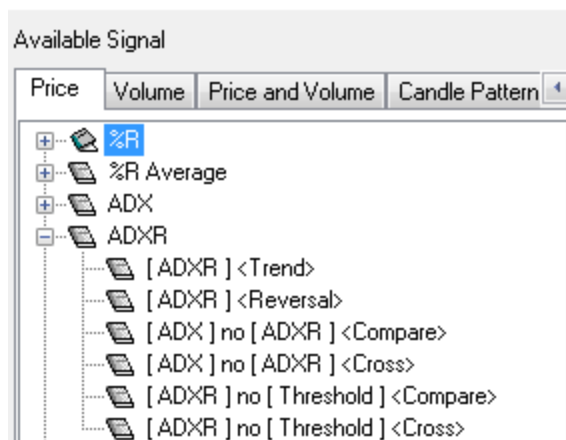 Available Signal
Price Volume Price and Volume Candle Pattern
%R
%R Average
ADX
ADXR
[ ADXR ] <Trend>
[ ADXR ] <Reversal>
[ ADX ] no [ ADXR ] <Compare>
[ ADX ] no [ ADXR ] <Cross>
[ ADXR ] no [ Threshold ] <Compare>
[ ADXR ] no [ Threshold ] <Cross>